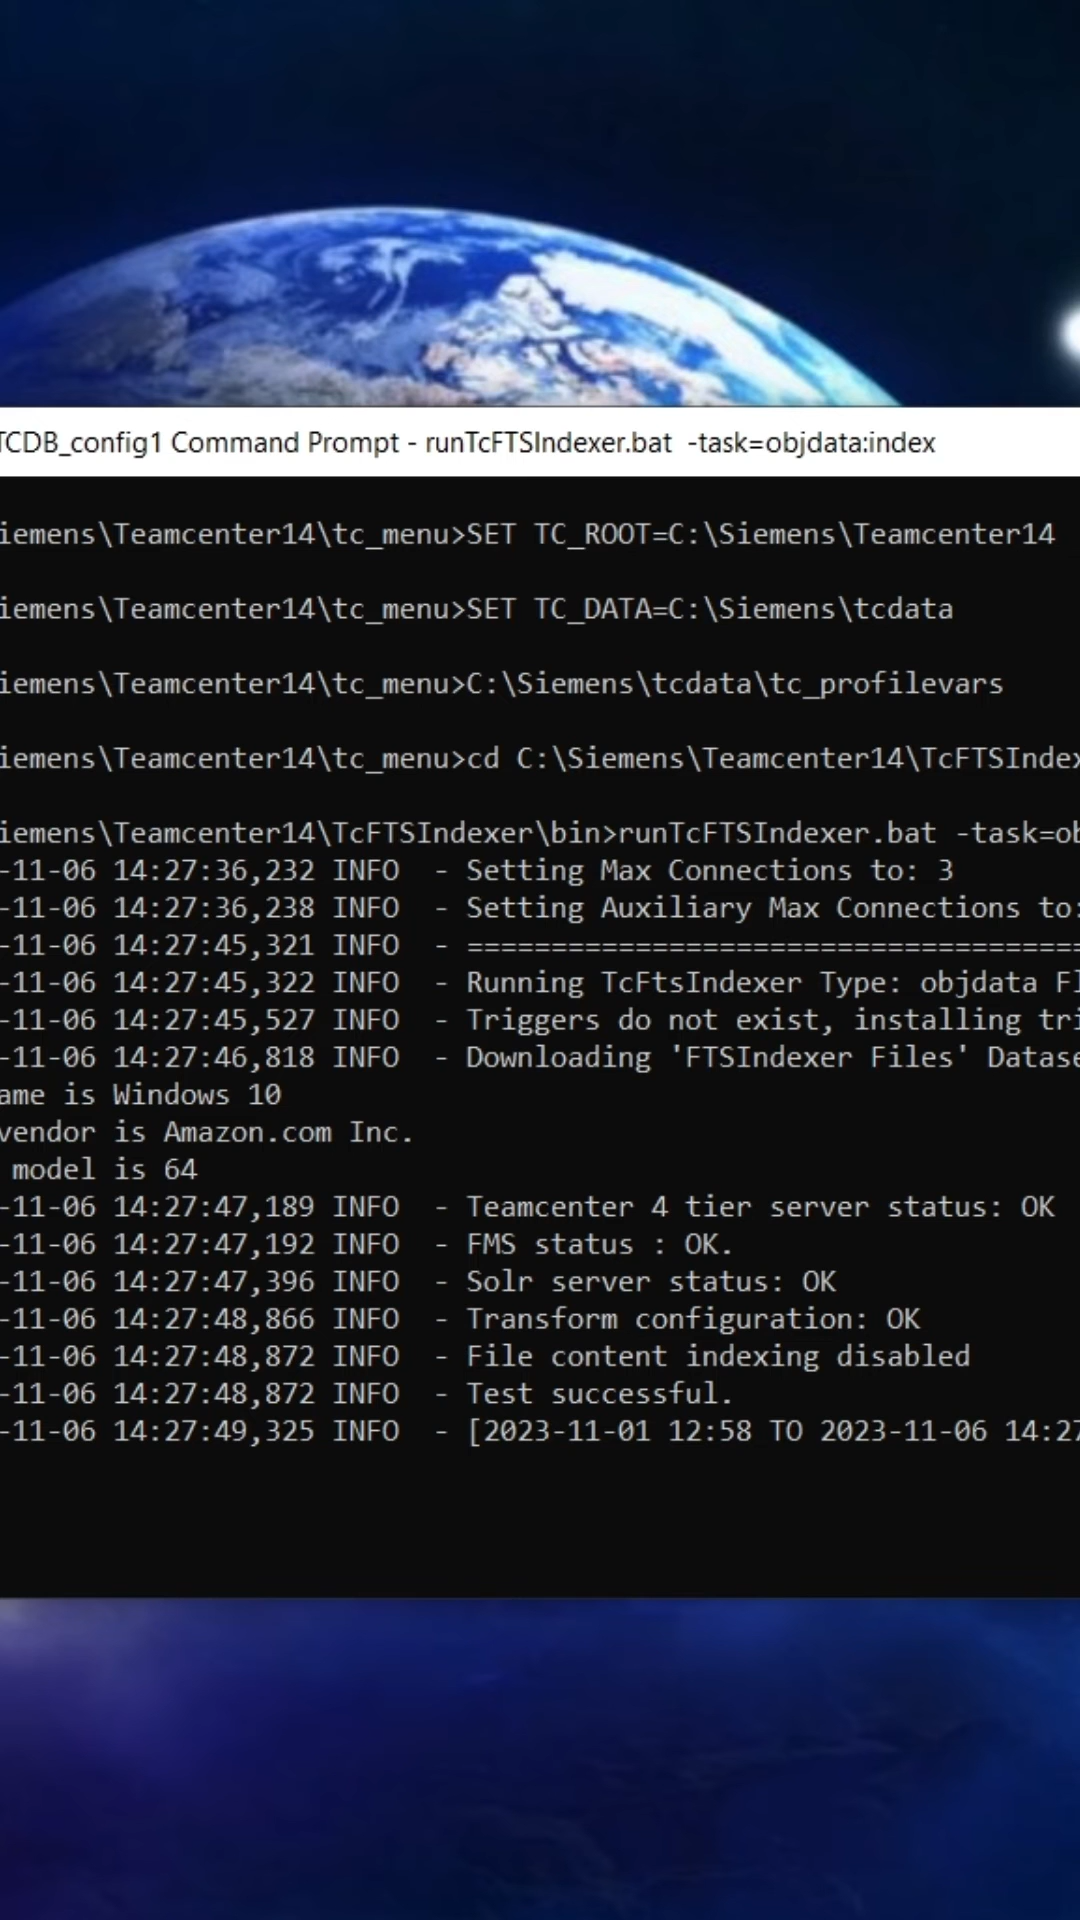 TCDB_config1 Command Prompt - runTcFTSIndexer.bat -task=objdata:index
iemens\Teamcenter14\tc_menu>SET TC_ROOT=C:\Siemens\Teamcenter14
iemens\Teamcenter14\tc_menu>SET TC_DATA=C:\Siemens\tcdata
iemens\Teamcenter14\tc_menu>C:\Siemens\tcdata\tc_profilevars
iemens\Teamcenter14\tc_menu>cd C:\Siemens\Teamcenter14\TcFTSIndex
iemens\Teamcenter14\TcFTSIndexer\bin>runTcFTSIndexer.bat -task=ob
-11-06 14:27:36,232 INFO - Setting Max Connections to: 3
-11-06 14:27:36,238 INFO - Setting Auxiliary Max Connections to:
-11-06 14:27:45,321 INFO - =====================================
-11-06 14:27:45,322 INFO - Running TcFtsIndexer Type: objdata Fl
-11-06 14:27:45,527 INFO - Triggers do not exist, installing tri
-11-06 14:27:46,818 INFO - Downloading 'FTSIndexer Files' Datase
ame is Windows 10
vendor is Amazon.com Inc.
model is 64
-11-06 14:27:47,189 INFO - Teamcenter 4 tier server status: OK
-11-06 14:27:47,192 INFO - FMS status : OK.
-11-06 14:27:47,396 INFO - Solr server status: OK
-11-06 14:27:48,866 INFO - Transform configuration: OK
-11-06 14:27:48,872 INFO - File content indexing disabled
-11-06 14:27:48,872 INFO - Test successful.
-11-06 14:27:49,325 INFO - [2023-11-01 12:58 TO 2023-11-06 14:27